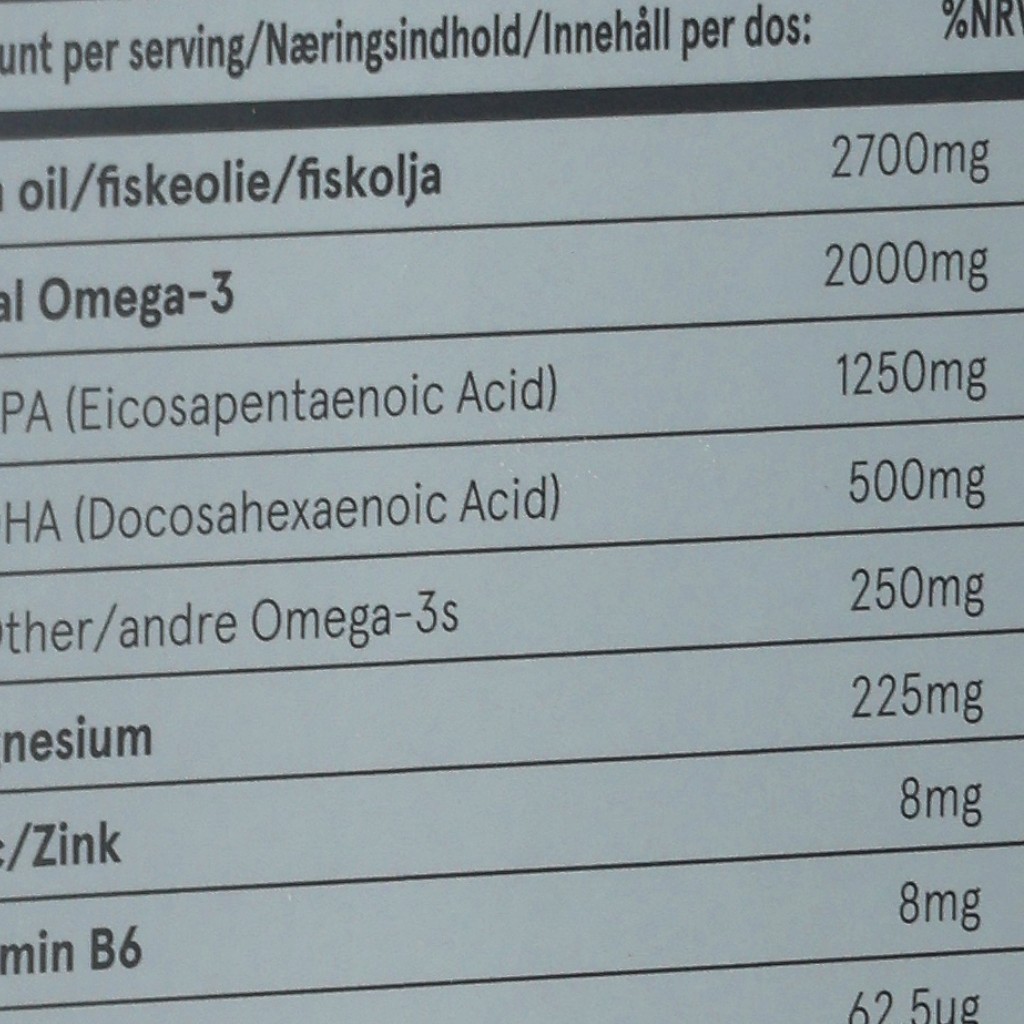 unt per serving/Næringsindhold/Innehåll per dos: %NRV
oil/fiskeolie/fiskolja 2700mg
al Omega-3 2000mg
PA (Eicosapentaenoic Acid) 1250mg
HA (Docosahexaenoic Acid) 500mg
ther/andre Omega-3s 250mg
nesium 225mg
/Zink 8mg
min B6 8mg
62.5ug